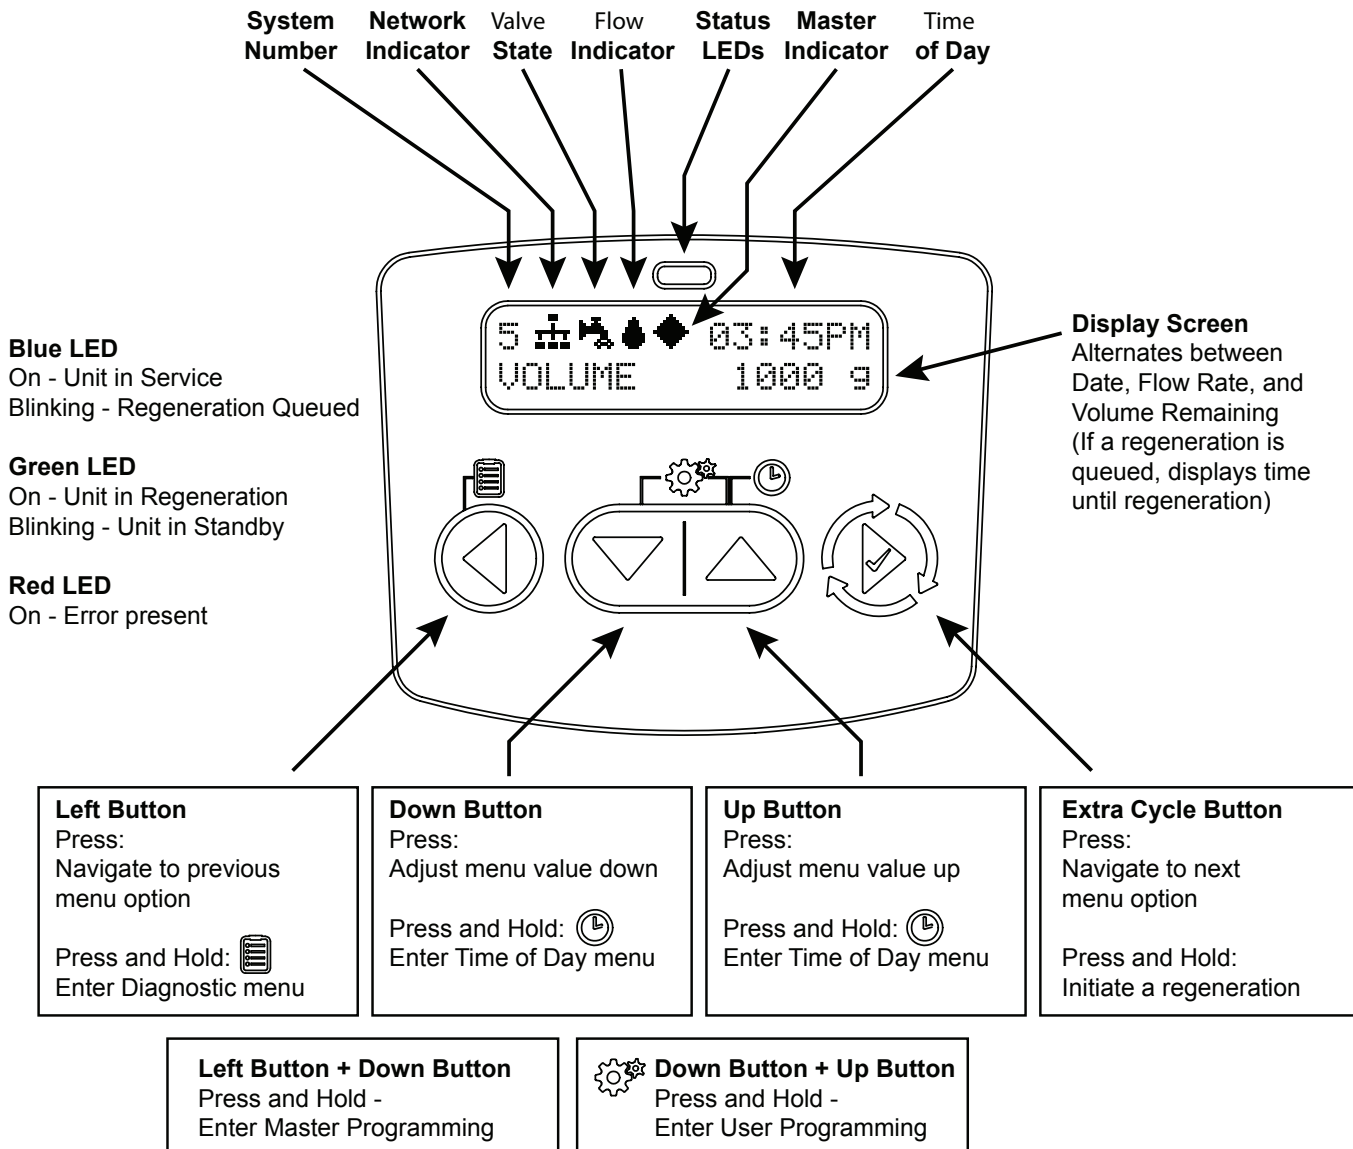 System Number
Network Indicator
Valve State
Flow Indicator
Status LEDs
Master Indicator
Time of Day
5 03:45PM
VOLUME 1000 g
Blue LED
On - Unit in Service
Blinking - Regeneration Queued
Green LED
On - Unit in Regeneration
Blinking - Unit in Standby
Red LED
On - Error present
Display Screen
Alternates between
Date, Flow Rate, and
Volume Remaining
(If a regeneration is
queued, displays time
until regeneration)
Left Button
Press:
Navigate to previous
menu option
Press and Hold:
Enter Diagnostic menu
Down Button
Press:
Adjust menu value down
Press and Hold:
Enter Time of Day menu
Up Button
Press:
Adjust menu value up
Press and Hold:
Enter Time of Day menu
Extra Cycle Button
Press:
Navigate to next
menu option
Press and Hold:
Initiate a regeneration
Left Button + Down Button
Press and Hold -
Enter Master Programming
Down Button + Up Button
Press and Hold -
Enter User Programming